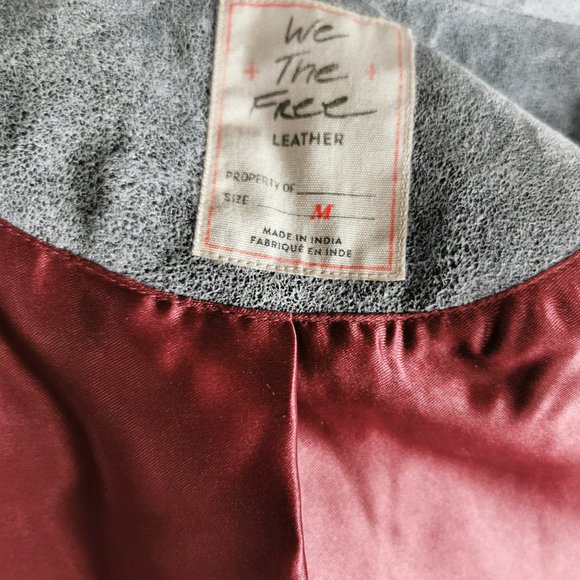 We
The
Free
LEATHER
PROPERTY OF
SIZE M
MADE IN INDIA
FABRIQUÉ EN INDE